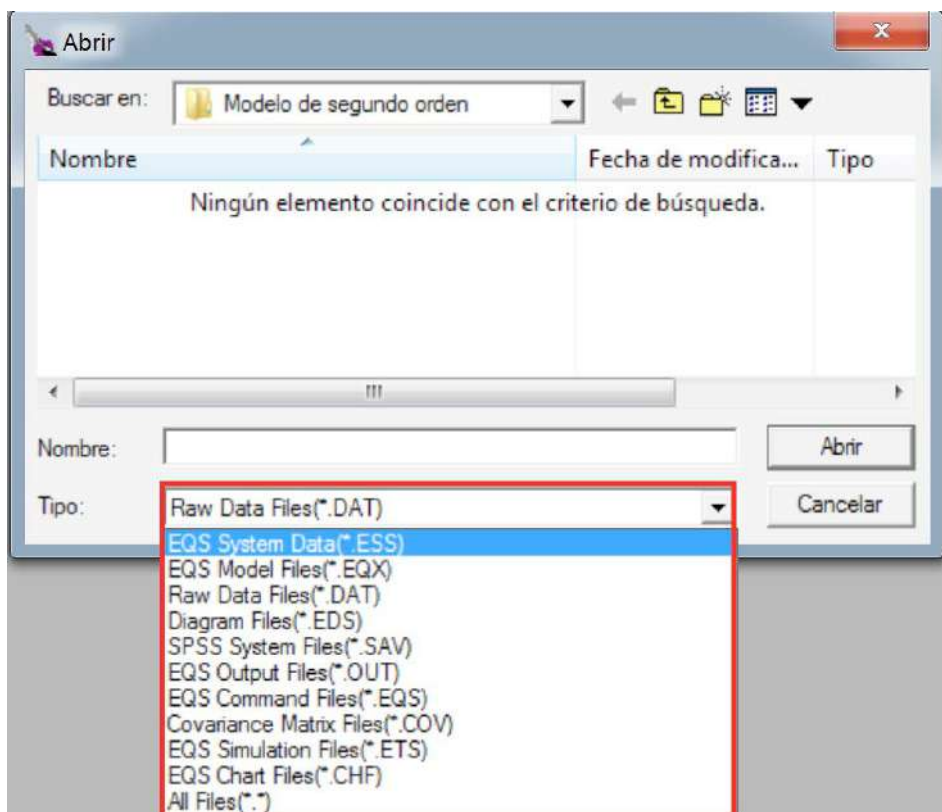 Abrir
Buscar en: Modelo de segundo orden
Nombre Fecha de modifica... Tipo
Ningún elemento coincide con el criterio de búsqueda.
Nombre: Abrir
Tipo: Raw Data Files(*.DAT) Cancelar
EQS System Data(*.ESS)
EQS Model Files(*.EQX)
Raw Data Files(*.DAT)
Diagram Files(*.EDS)
SPSS System Files(*.SAV)
EQS Output Files(*.OUT)
EQS Command Files(*.EQS)
Covariance Matrix Files(*.COV)
EQS Simulation Files(*.ETS)
EQS Chart Files(*.CHF)
All Files(*.*)